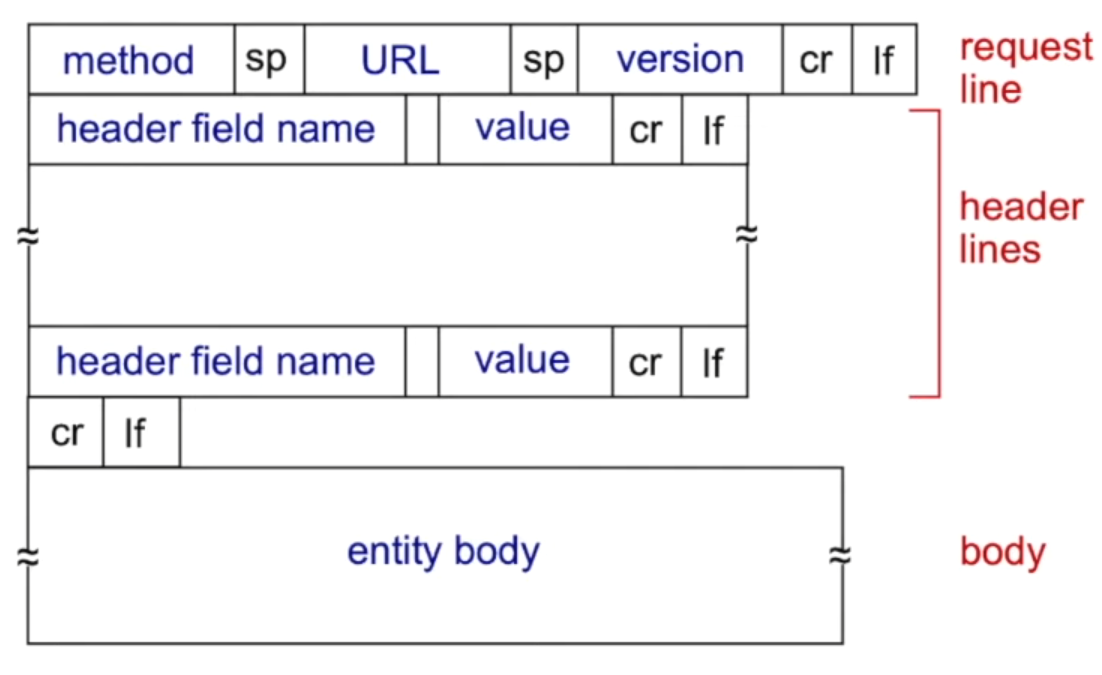 method sp URL sp version cr lf
request
line
header field name value cr lf
header
lines
header field name value cr lf
cr lf
entity body
body